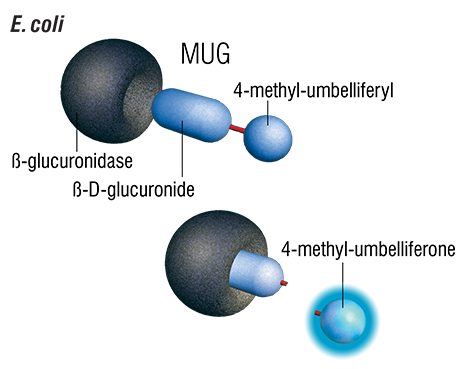 E. coli
MUG
4-methyl-umbelliferyl
ß-glucuronidase
ß-D-glucuronide
4-methyl-umbelliferone